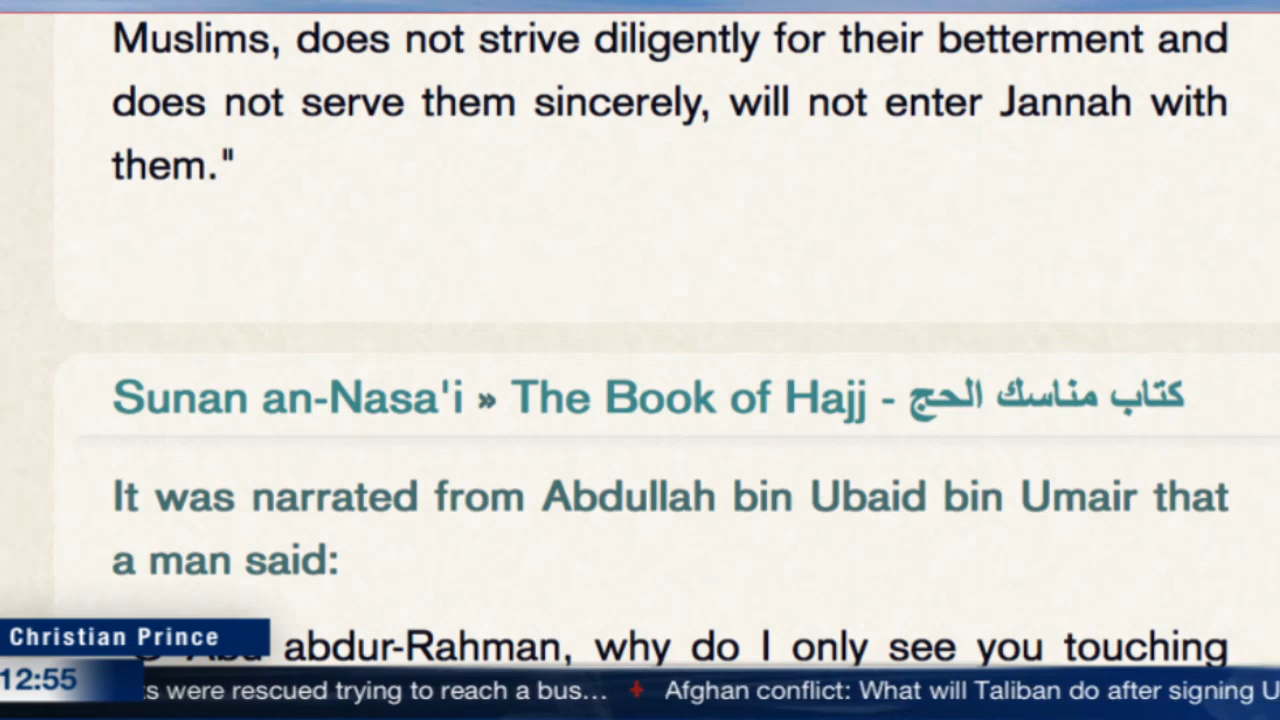 Muslims, does not strive diligently for their betterment and
does not serve them sincerely, will not enter Jannah with
them."
Sunan an-Nasa'i » The Book of Hajj - كتاب مناسك الحج
It was narrated from Abdullah bin Ubaid bin Umair that
a man said:
abdur-Rahman, why do I only see you touching
Christian Prince
12:55
were rescued trying to reach a bus... Afghan conflict: What will Taliban do after signing